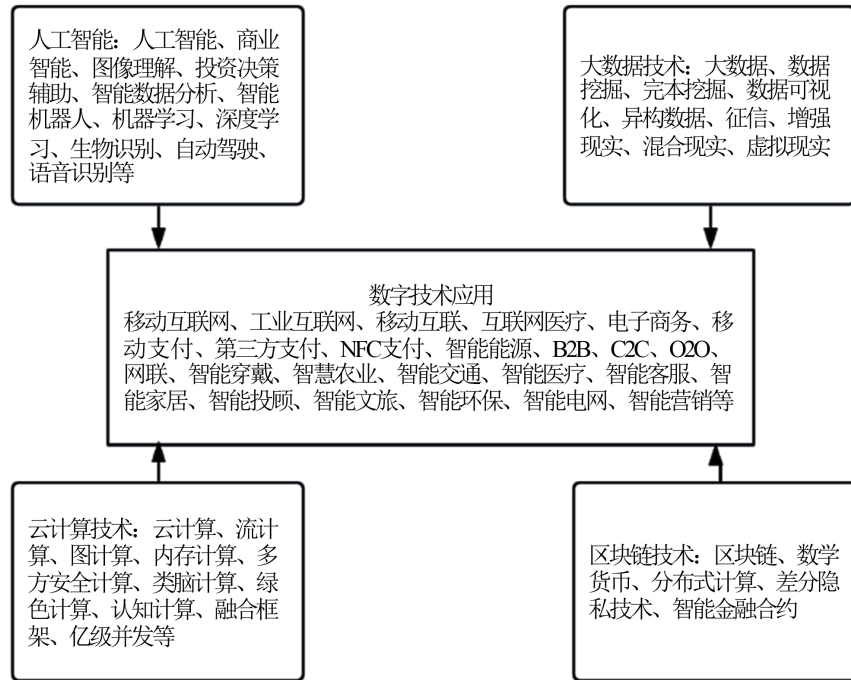 人工智能：人工智能、商业
智能、图像理解、投资决策
辅助、智能数据分析、智能
机器人、机器学习、深度学
习、生物识别、自动驾驶、
语音识别等
大数据技术：大数据、数据
挖掘、完本挖掘、数据可视
化、异构数据、征信、增强
现实、混合现实、虚拟现实
数字技术应用
移动互联网、工业互联网、移动互联、互联网医疗、电子商务、移
动支付、第三方支付、NFC支付、智能能源、B2B、C2C、O2O、
网联、智能穿戴、智慧农业、智能交通、智能医疗、智能客服、智
能家居、智能投顾、智能文旅、智能环保、智能电网、智能营销等
云计算技术：云计算、流计
算、图计算、内存计算、多
方安全计算、类脑计算、绿
色计算、认知计算、融合框
架、亿级并发等
区块链技术：区块链、数学
货币、分布式计算、差分隐
私技术、智能金融合约